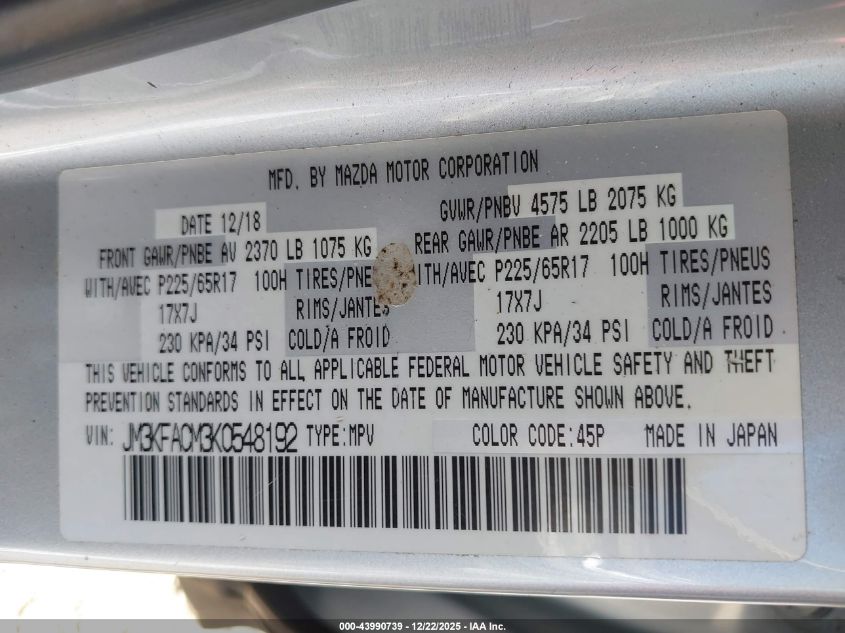 MFD. BY MAZDA MOTOR CORPORATION
DATE 12/18
GVWR/PNBV 4575 LB 2075 KG
FRONT GAWR/PNBE AV 2370 LB 1075 KG
REAR GAWR/PNBE AR 2205 LB 1000 KG
WITH/AVEC P225/65R17 100H TIRES/PNE
ITH/AVEC P225/65R17 100H TIRES/PNEUS
17X7J RIMS/JANTES
17X7J RIMS/JANTES
230 KPA/34 PSI COLD/A FROID
230 KPA/34 PSI COLD/A FROID
THIS VEHICLE CONFORMS TO ALL APPLICABLE FEDERAL MOTOR VEHICLE SAFETY AND THEFT
PREVENTION STANDARDS IN EFFECT ON THE DATE OF MANUFACTURE SHOWN ABOVE.
VIN: JM3KFACM3K0548192 TYPE:MPV COLOR CODE:45P MADE IN JAPAN
000-43990739 - 12/22/2025 - IAA Inc.